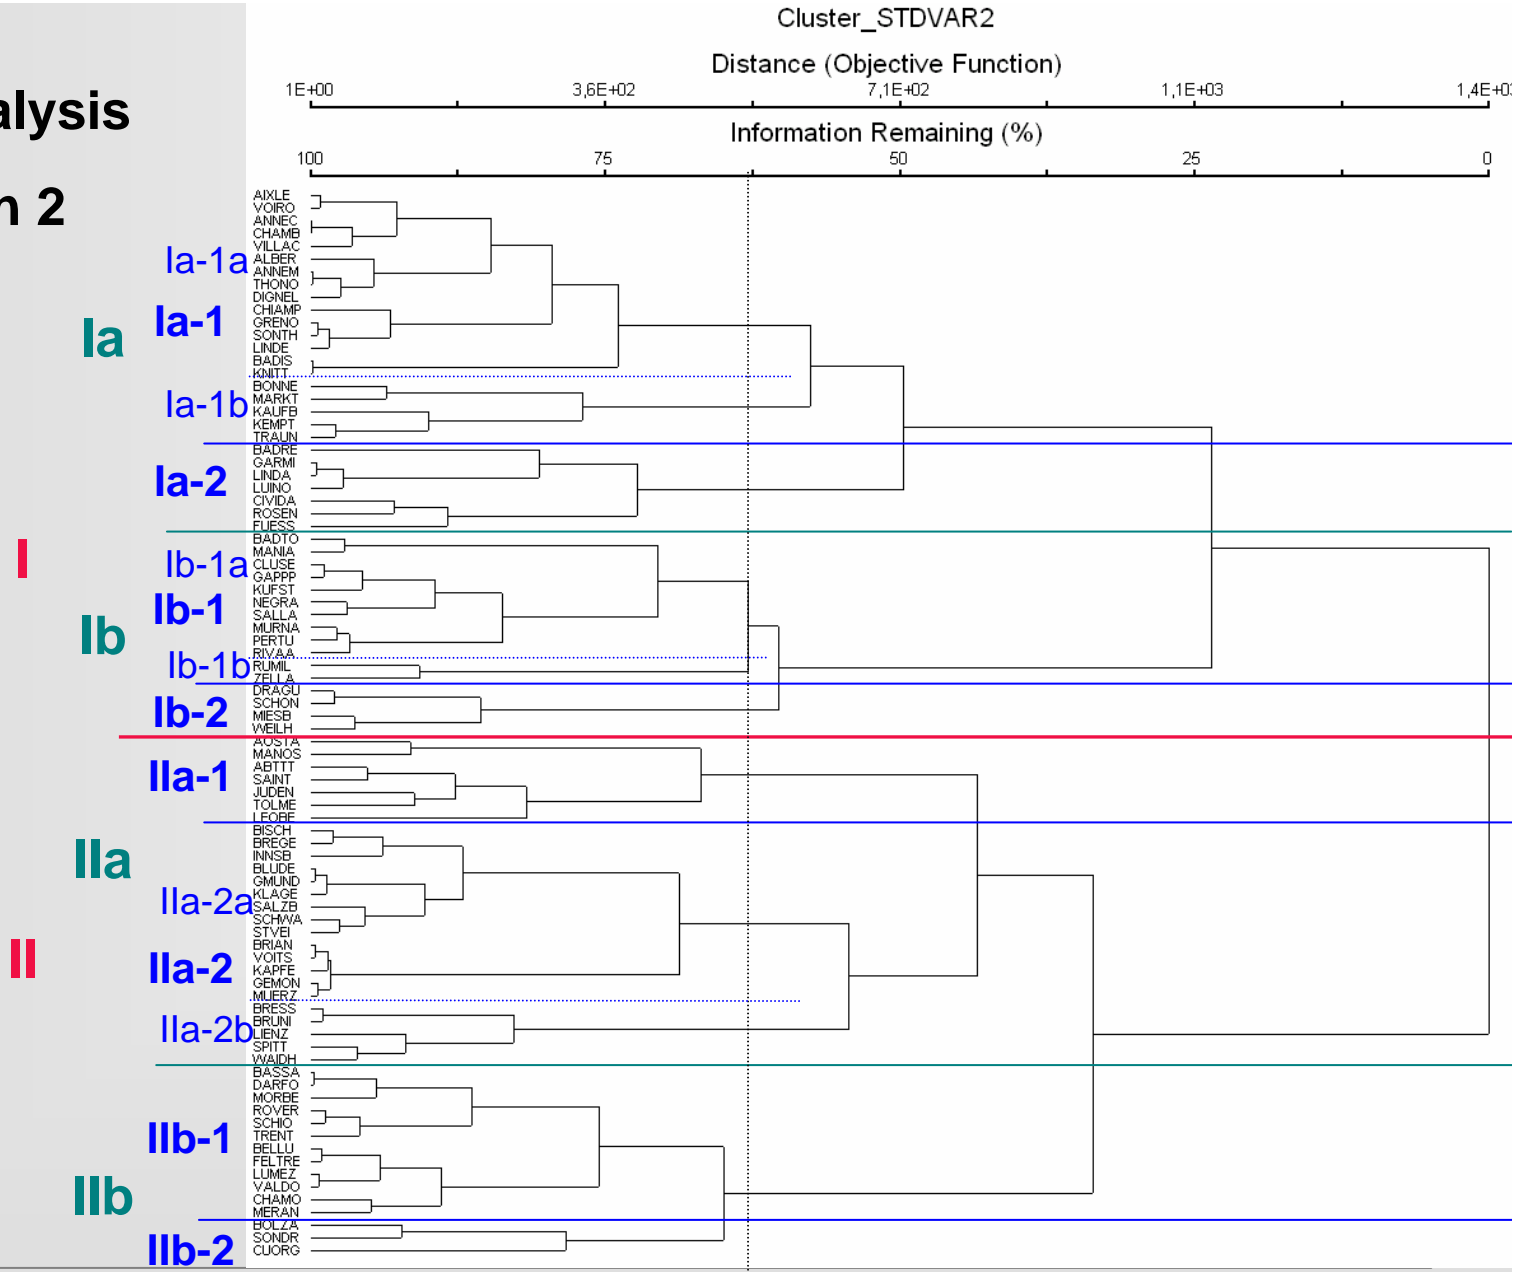 Cluster_STDVAR2
Distance (Objective Function)
1E+00 3,6E+02 7,1E+02 1,1E+03
alysis
Information Remaining (%)
100 75 50 25 0
n 2
AIXLE
VOIRO
ANNEC
CHAMB
VILLAC
Ia-1a
ALBER
ANNEM
THONO
DIGNEL
CHIAMP
Ia-1
GRENO
SONTH
Ia
LINDE
BADIS
KNITT
BONNE
Ia-1b
MARKT
KAUFB
KEMPT
TRAUN
BADRE
GARMI
Ia-2
LINDA
LUINO
CIVIDA
ROSEN
FUESS
BADTO
MANIA
I
Ib-1a
CLUSE
GAPPP
KUFST
Ib-1
NEGRA
SALLA
Ib
MURNA
PERTU
RIVAA
Ib-1b
RUMIL
ZELLA
DRAGU
SCHON
Ib-2
MIESB
WEILH
AOSTA
MANOS
ABTTT
IIa-1
SAINT
JUDEN
TOLME
LEOBE
BISCH
BREGE
IIa
INNSB
BLUDE
GMUND
KLAGE
IIa-2a
SALZB
SCHWA
STVEI
II
BRIAN
VOITS
IIa-2
KAPFE
GEMON
MUERZ
BRESS
BRUNI
IIa-2b
LIENZ
SPITT
WAIDH
BASSA
DARFO
MORBE
ROVER
SCHIO
IIb-1
TRENT
BELLU
FELTRE
LUMEZ
VALDO
IIb
CHAMO
MERAN
BOLZA
SONDR
IIb-2
CUORG